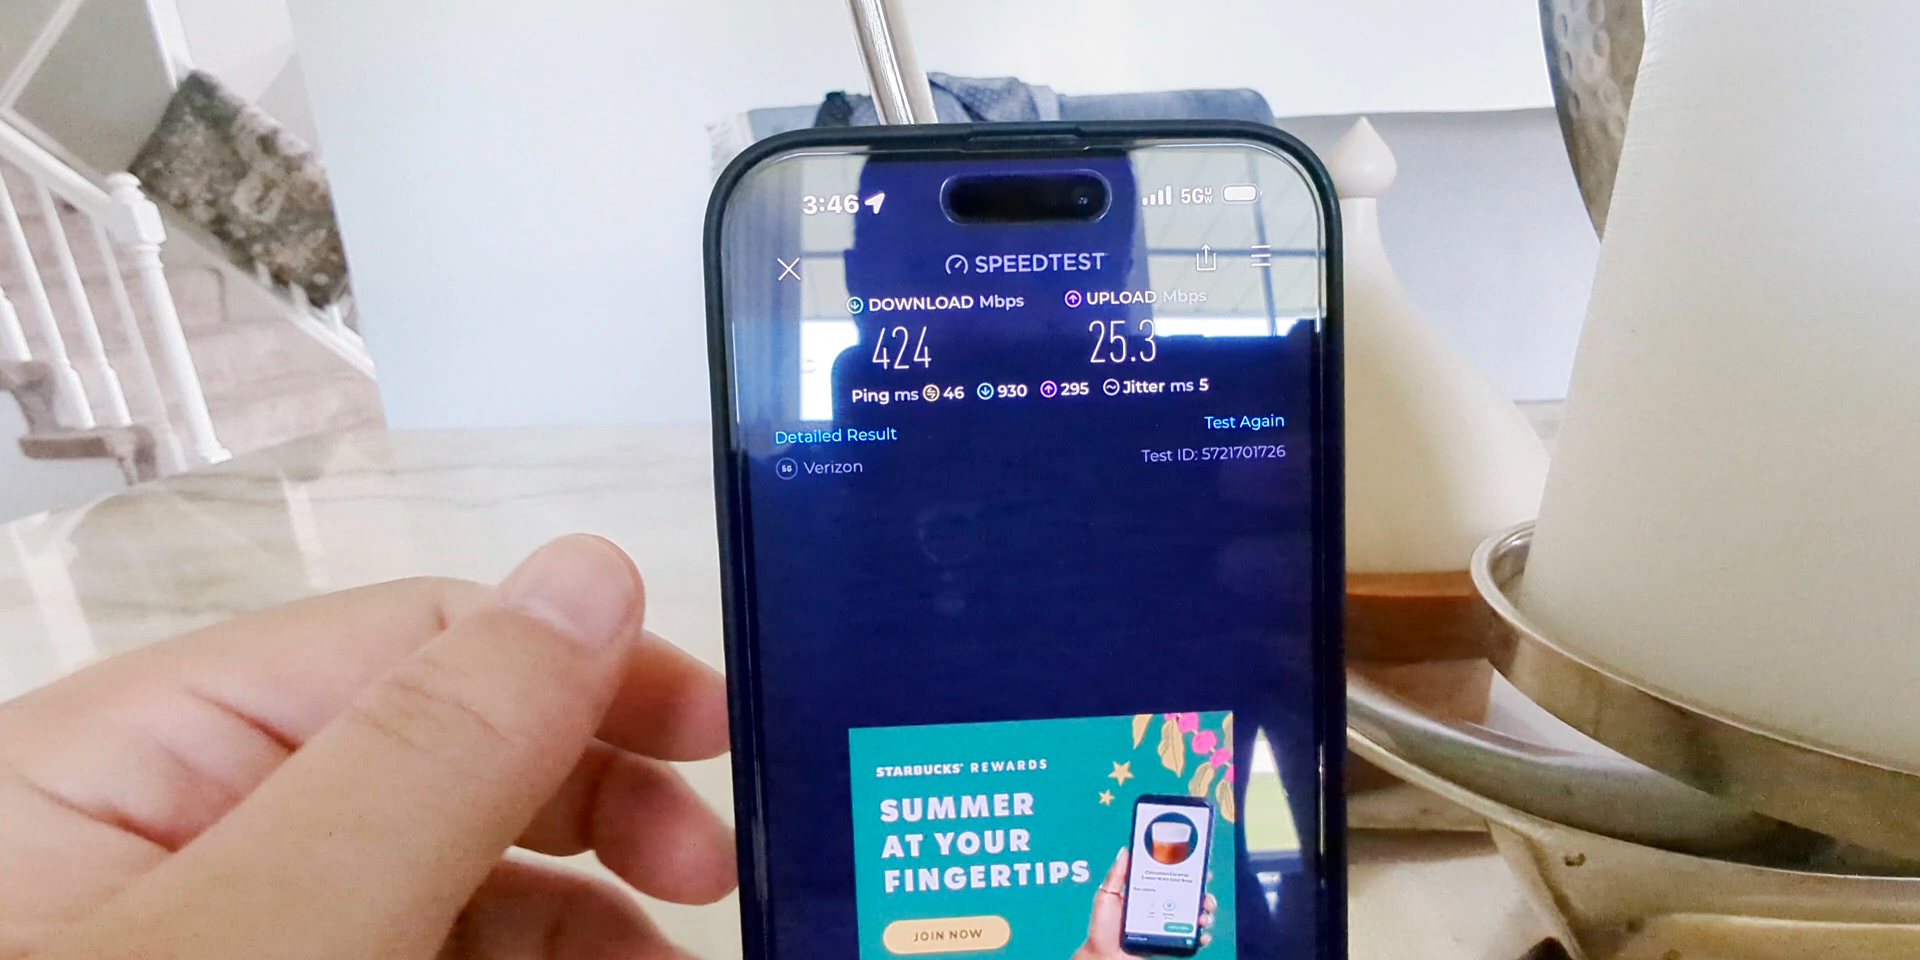 3:46 5G UW
SPEEDTEST
DOWNLOAD Mbps UPLOAD Mbps
424 25.3
Ping ms 46 930 295 Jitter ms 5
Detailed Result Test Again
5G Verizon Test ID: 5721701726
STARBUCKS® REWARDS
SUMMER
AT YOUR
FINGERTIPS
JOIN NOW